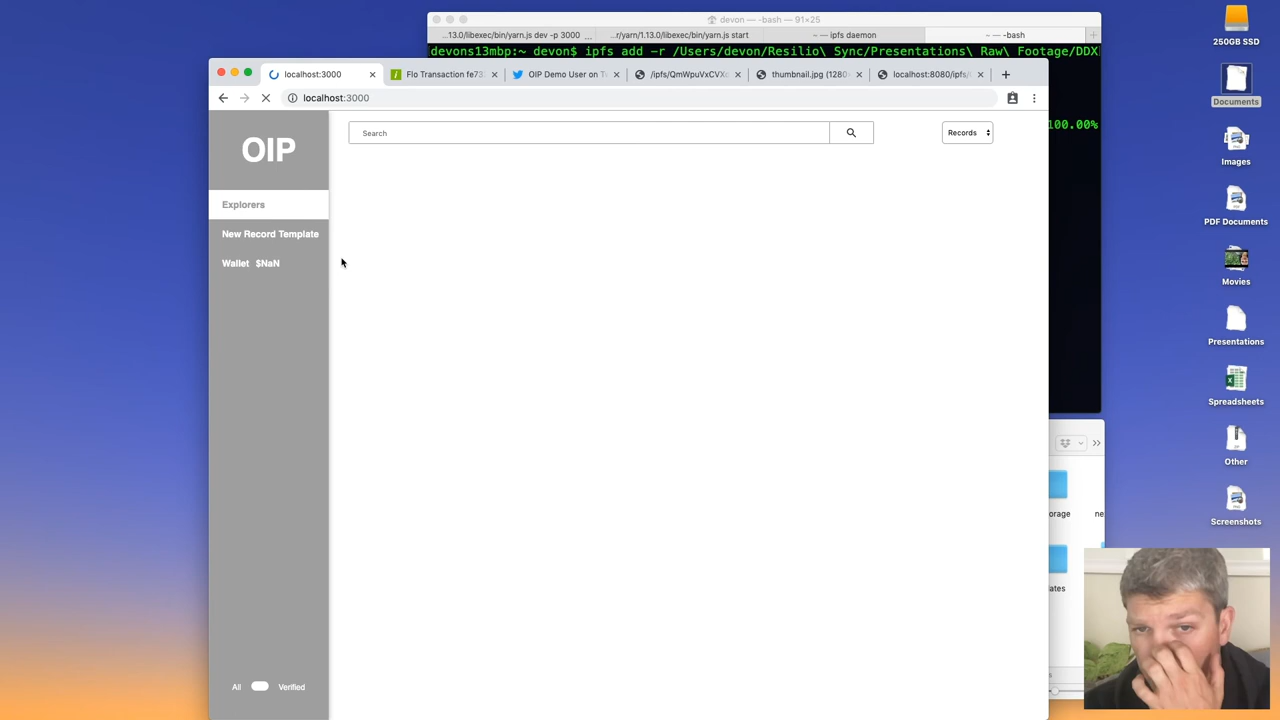 devon — -bash — 91×25
...13.0/libexec/bin/yarn.js dev -p 3000 ...
...r/yarn/1.13.0/libexec/bin/yarn.js start
~ — ipfs daemon
~ — -bash
devons13mbp:~ devon$ ipfs add -r /Users/devon/Resilio\ Sync/Presentations\ Raw\ Footage/DDX
100.00%
localhost:3000
Flo Transaction fe73
OIP Demo User on T
/ipfs/QmWpuVxCVX
thumbnail.jpg (1280
localhost:8080/ipfs/
localhost:3000
OIP
Search
Records
Explorers
New Record Template
Wallet $NaN
All
Verified
250GB SSD
Documents
Images
PDF Documents
Movies
Presentations
Spreadsheets
Other
Screenshots
orage
ne
ates